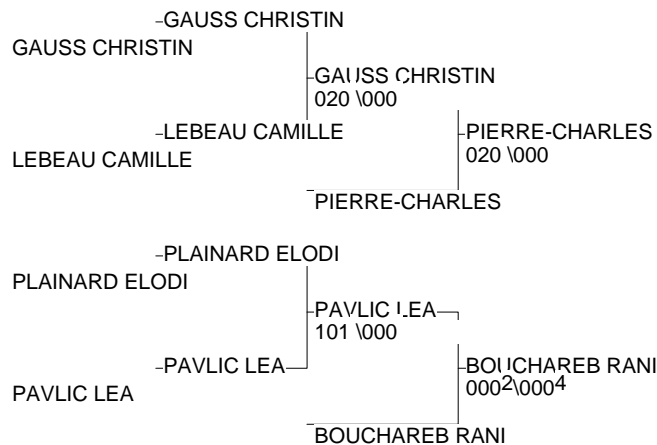 GAUSS CHRISTIN
GAUSS CHRISTIN
GAUSS CHRISTIN
020 \000
LEBEAU CAMILLE
LEBEAU CAMILLE
PIERRE-CHARLES
020 \000
PIERRE-CHARLES
PLAINARD ELODI
PLAINARD ELODI
PAVLIC LEA
101 \000
PAVLIC LEA
PAVLIC LEA
BOUCHAREB RANI
000²\000⁴
BOUCHAREB RANI